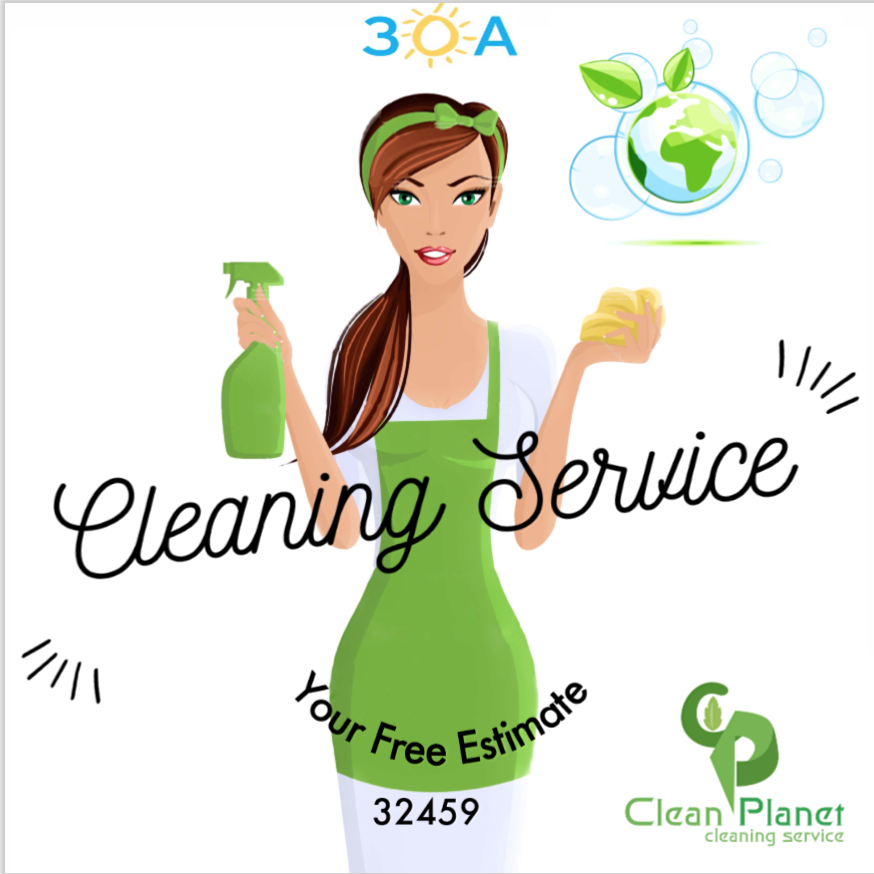 30A
Cleaning Service
Your Free Estimate
32459
CP
Clean Planet
cleaning service